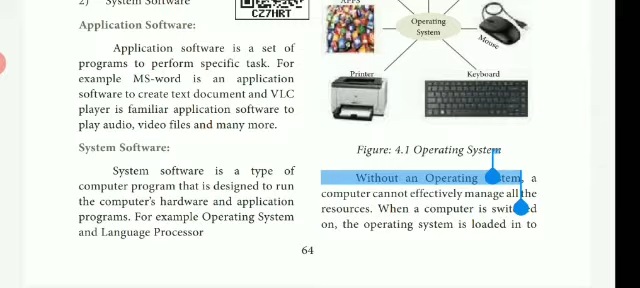 2) System Software
CZ7HRT
Application Software:
Application software is a set of
programs to perform specific task. For
example MS-word is an application
software to create text document and VLC
player is familiar application software to
play audio, video files and many more.
System Software:
System software is a type of
computer program that is designed to run
the computer's hardware and application
programs. For example Operating System
and Language Processor
APPS
Operating
System
Mouse
Printer
Keyboard
Figure: 4.1 Operating System
Without an Operating System, a
computer cannot effectively manage all the
resources. When a computer is switched
on, the operating system is loaded in to
64